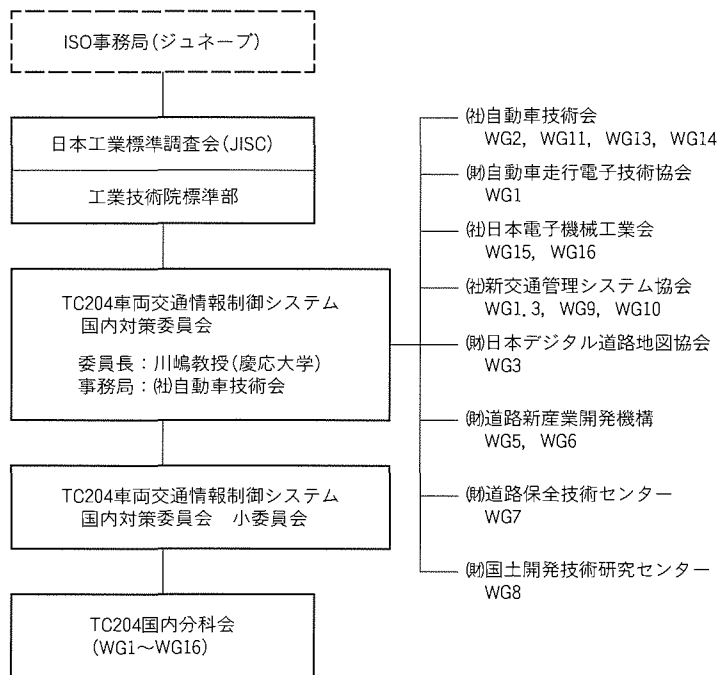 ISO事務局(ジュネーブ)
日本工業標準調査会(JISC)
工業技術院標準部
TC204車両交通情報制御システム
国内対策委員会
委員長：川嶋教授(慶応大学)
事務局：㈳自動車技術会
TC204車両交通情報制御システム
国内対策委員会　小委員会
TC204国内分科会
(WG1～WG16)
㈳自動車技術会
WG2, WG11, WG13, WG14
㈶自動車走行電子技術協会
WG1
㈳日本電子機械工業会
WG15, WG16
㈳新交通管理システム協会
WG1.3, WG9, WG10
㈶日本デジタル道路地図協会
WG3
㈶道路新産業開発機構
WG5, WG6
㈶道路保全技術センター
WG7
㈶国土開発技術研究センター
WG8